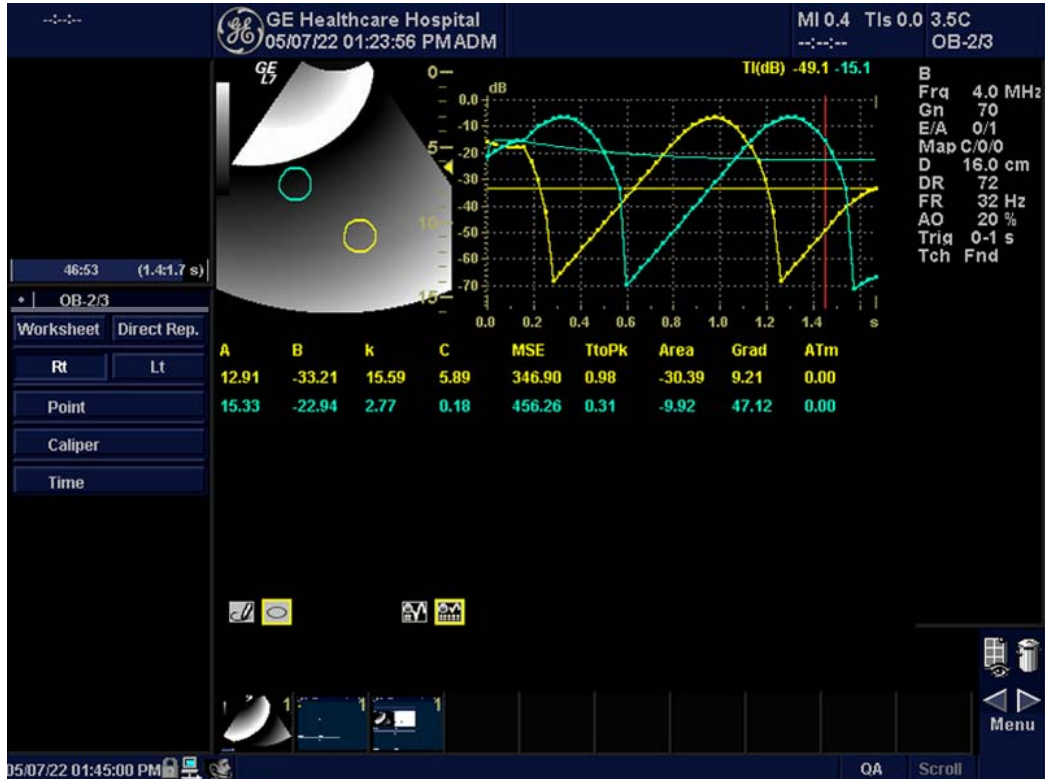 --:--:--
GE Healthcare Hospital
05/07/22 01:23:56 PM ADM
MI 0.4 TIs 0.0 3.5C
--:--:-- OB-2/3
GE
L7
0
5
10
15
TI(dB) -49.1 -15.1
dB
0.0
-10
-20
-30
-40
-50
-60
-70
0.0 0.2 0.4 0.6 0.8 1.0 1.2 1.4 s
B
Frq 4.0 MHz
Gn 70
E/A 0/1
Map C/0/0
D 16.0 cm
DR 72
FR 32 Hz
AO 20 %
Trig 0-1 s
Tch Fnd
46:53 (1.4:1.7 s)
OB-2/3
Worksheet Direct Rep.
Rt Lt
Point
Caliper
Time
A B k C MSE TtoPk Area Grad ATm
12.91 -33.21 15.59 5.89 346.90 0.98 -30.39 9.21 0.00
15.33 -22.94 2.77 0.18 456.26 0.31 -9.92 47.12 0.00
1 1 1
Menu
05/07/22 01:45:00 PM
QA Scroll